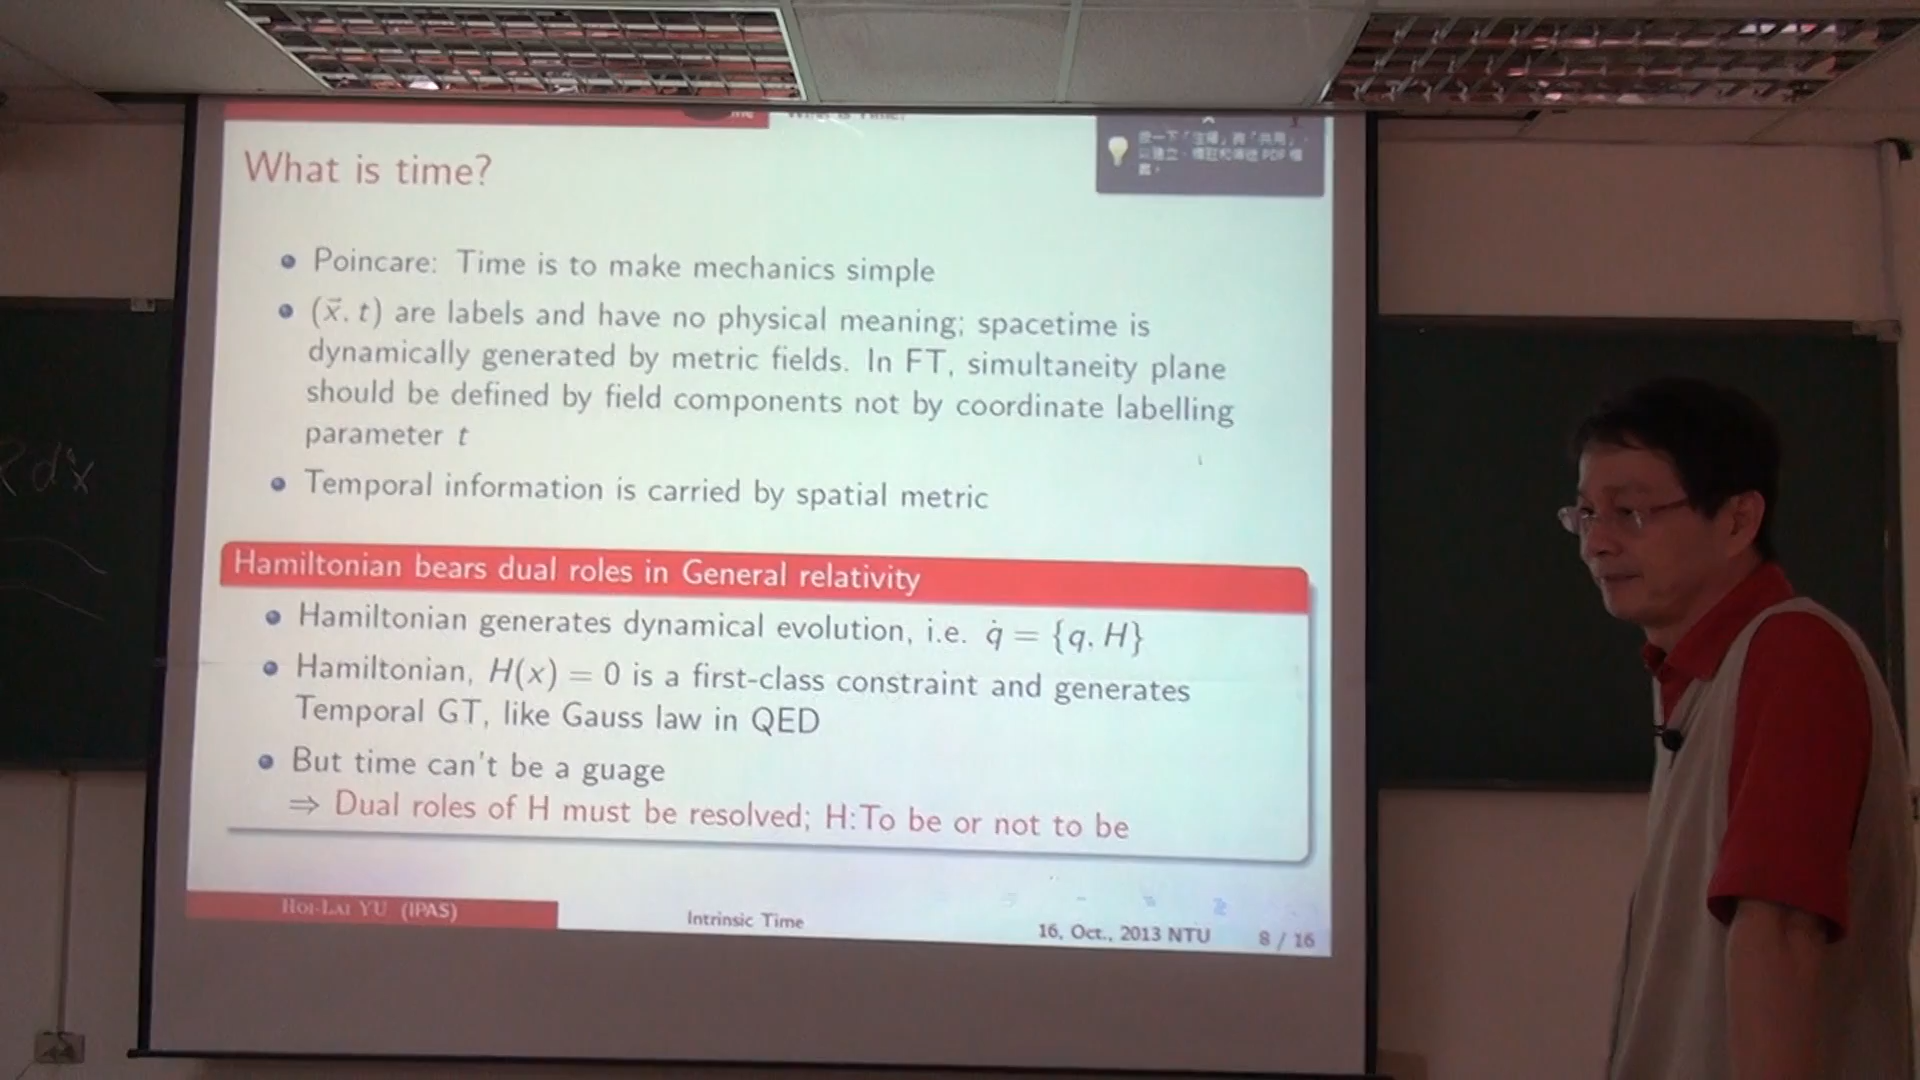 What is time?
Poincare: Time is to make mechanics simple
(x⃗, t) are labels and have no physical meaning; spacetime is
dynamically generated by metric fields. In FT, simultaneity plane
should be defined by field components not by coordinate labelling
parameter t
Temporal information is carried by spatial metric
Hamiltonian bears dual roles in General relativity
Hamiltonian generates dynamical evolution, i.e. q̇ = {q, H}
Hamiltonian, H(x) = 0 is a first-class constraint and generates
Temporal GT, like Gauss law in QED
But time can't be a guage
⇒ Dual roles of H must be resolved; H:To be or not to be
Hoi-Lai YU (IPAS)
Intrinsic Time
16, Oct., 2013 NTU
8 / 16